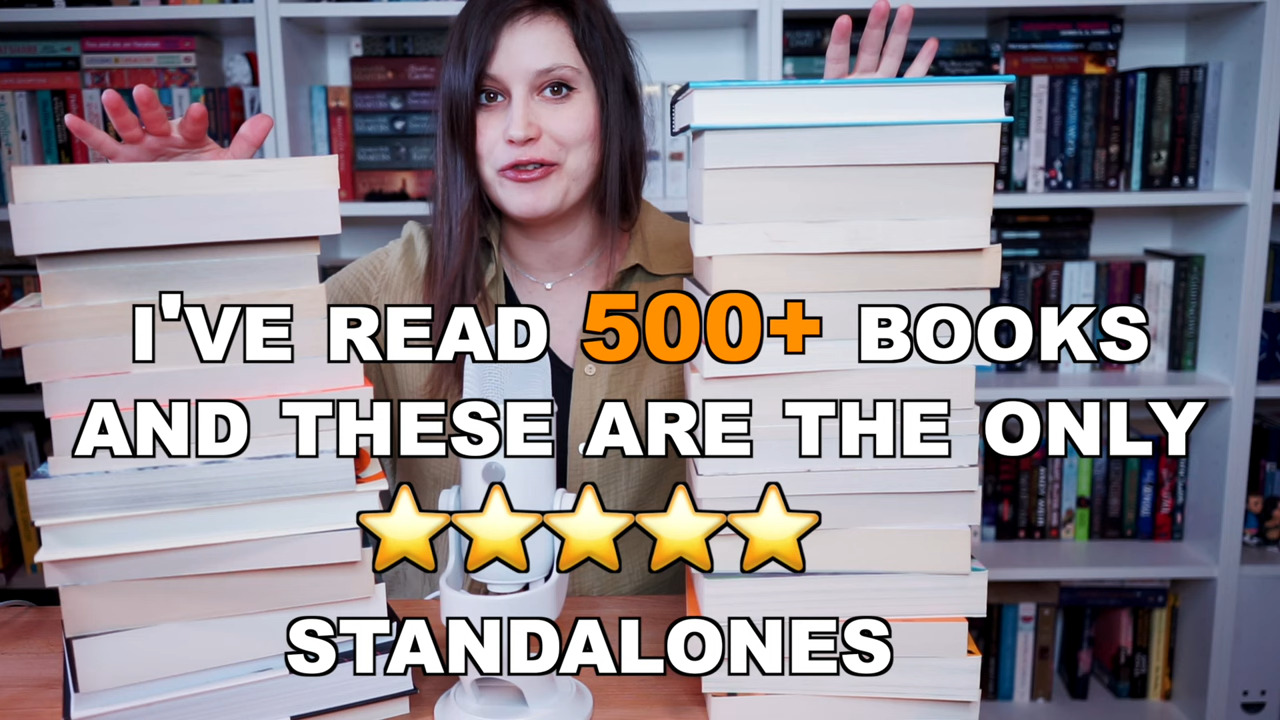 I'VE READ 500+ BOOKS
AND THESE ARE THE ONLY
STANDALONES